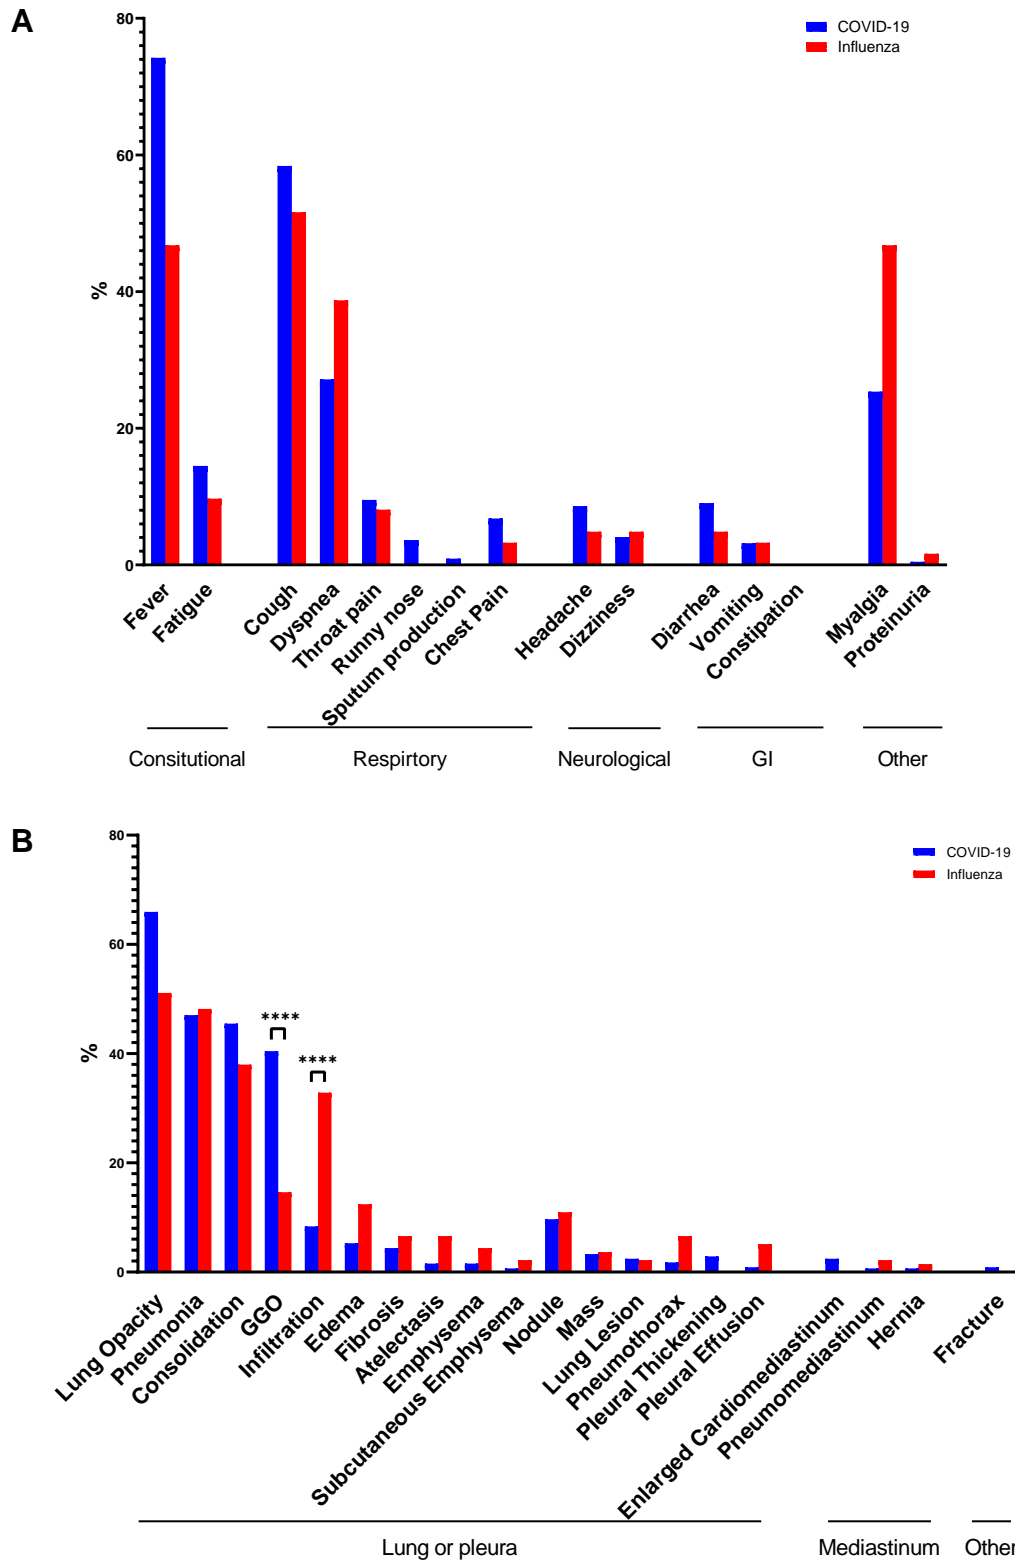 A
COVID-19
Influenza
80
60
40
20
0
%
Fever
Fatigue
Cough
Dyspnea
Throat pain
Runny nose
Sputum production
Chest Pain
Headache
Dizziness
Diarrhea
Vomiting
Constipation
Myalgia
Proteinuria
Consitutional
Respirtory
Neurological
GI
Other
B
COVID-19
Influenza
80
60
40
20
0
%
****
****
Lung Opacity
Pneumonia
Consolidation
GGO
Infiltration
Edema
Fibrosis
Atelectasis
Emphysema
Subcutaneous Emphysema
Nodule
Mass
Lung Lesion
Pneumothorax
Pleural Thickening
Pleural Effusion
Enlarged Cardiomediastinum
Pneumomediastinum
Hernia
Fracture
Lung or pleura
Mediastinum
Other